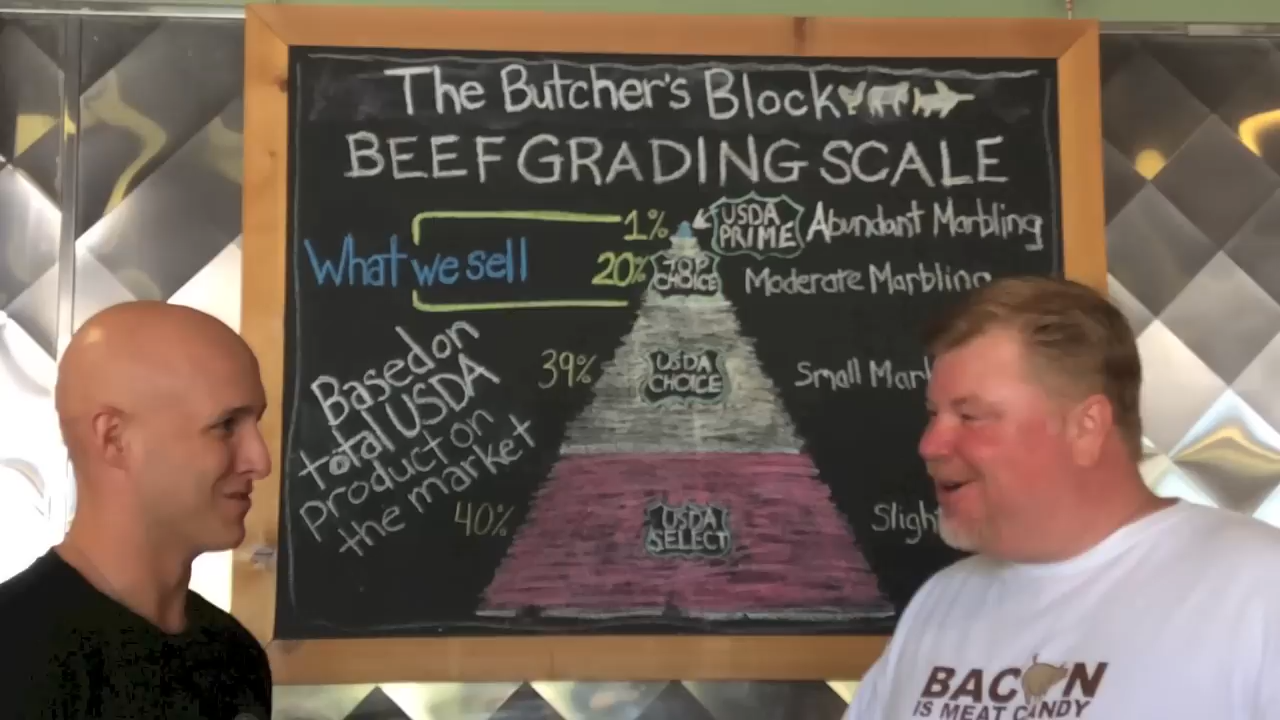 The Butcher's Block
BEEF GRADING SCALE
1% USDA PRIME Abundant Marbling
What we sell
20% TOP CHOICE Moderate Marbling
39% USDA CHOICE Small
Based on
total USDA
product on
the market
40% USDA SELECT
BACON
IS MEAT CANDY